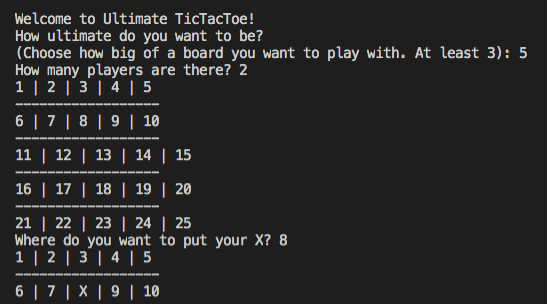 Welcome to Ultimate TicTacToe!
How ultimate do you want to be?
(Choose how big of a board you want to play with. At least 3): 5
How many players are there? 2
1 | 2 | 3 | 4 | 5
------------------
6 | 7 | 8 | 9 | 10
------------------
11 | 12 | 13 | 14 | 15
------------------
16 | 17 | 18 | 19 | 20
------------------
21 | 22 | 23 | 24 | 25
Where do you want to put your X? 8
1 | 2 | 3 | 4 | 5
------------------
6 | 7 | X | 9 | 10